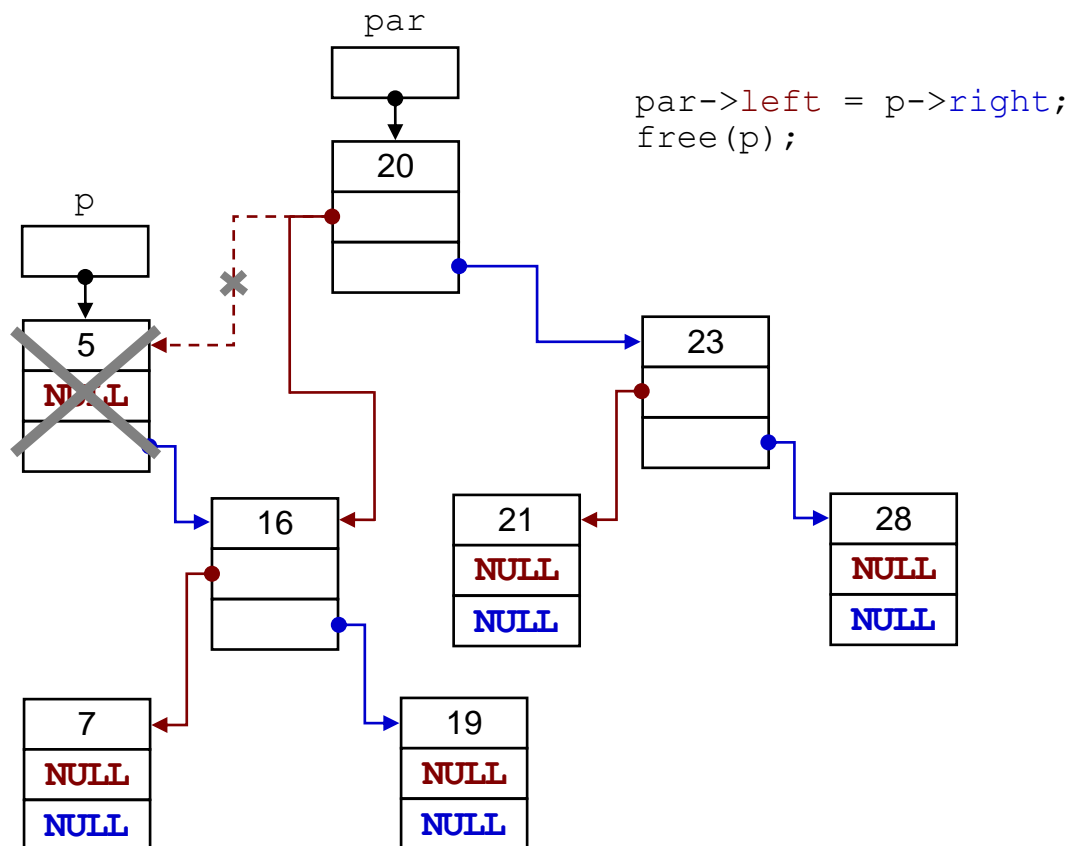 par
par->left = p->right;
free(p);
20
p
5
NULL
23
16
21
NULL
NULL
28
NULL
NULL
7
NULL
NULL
19
NULL
NULL